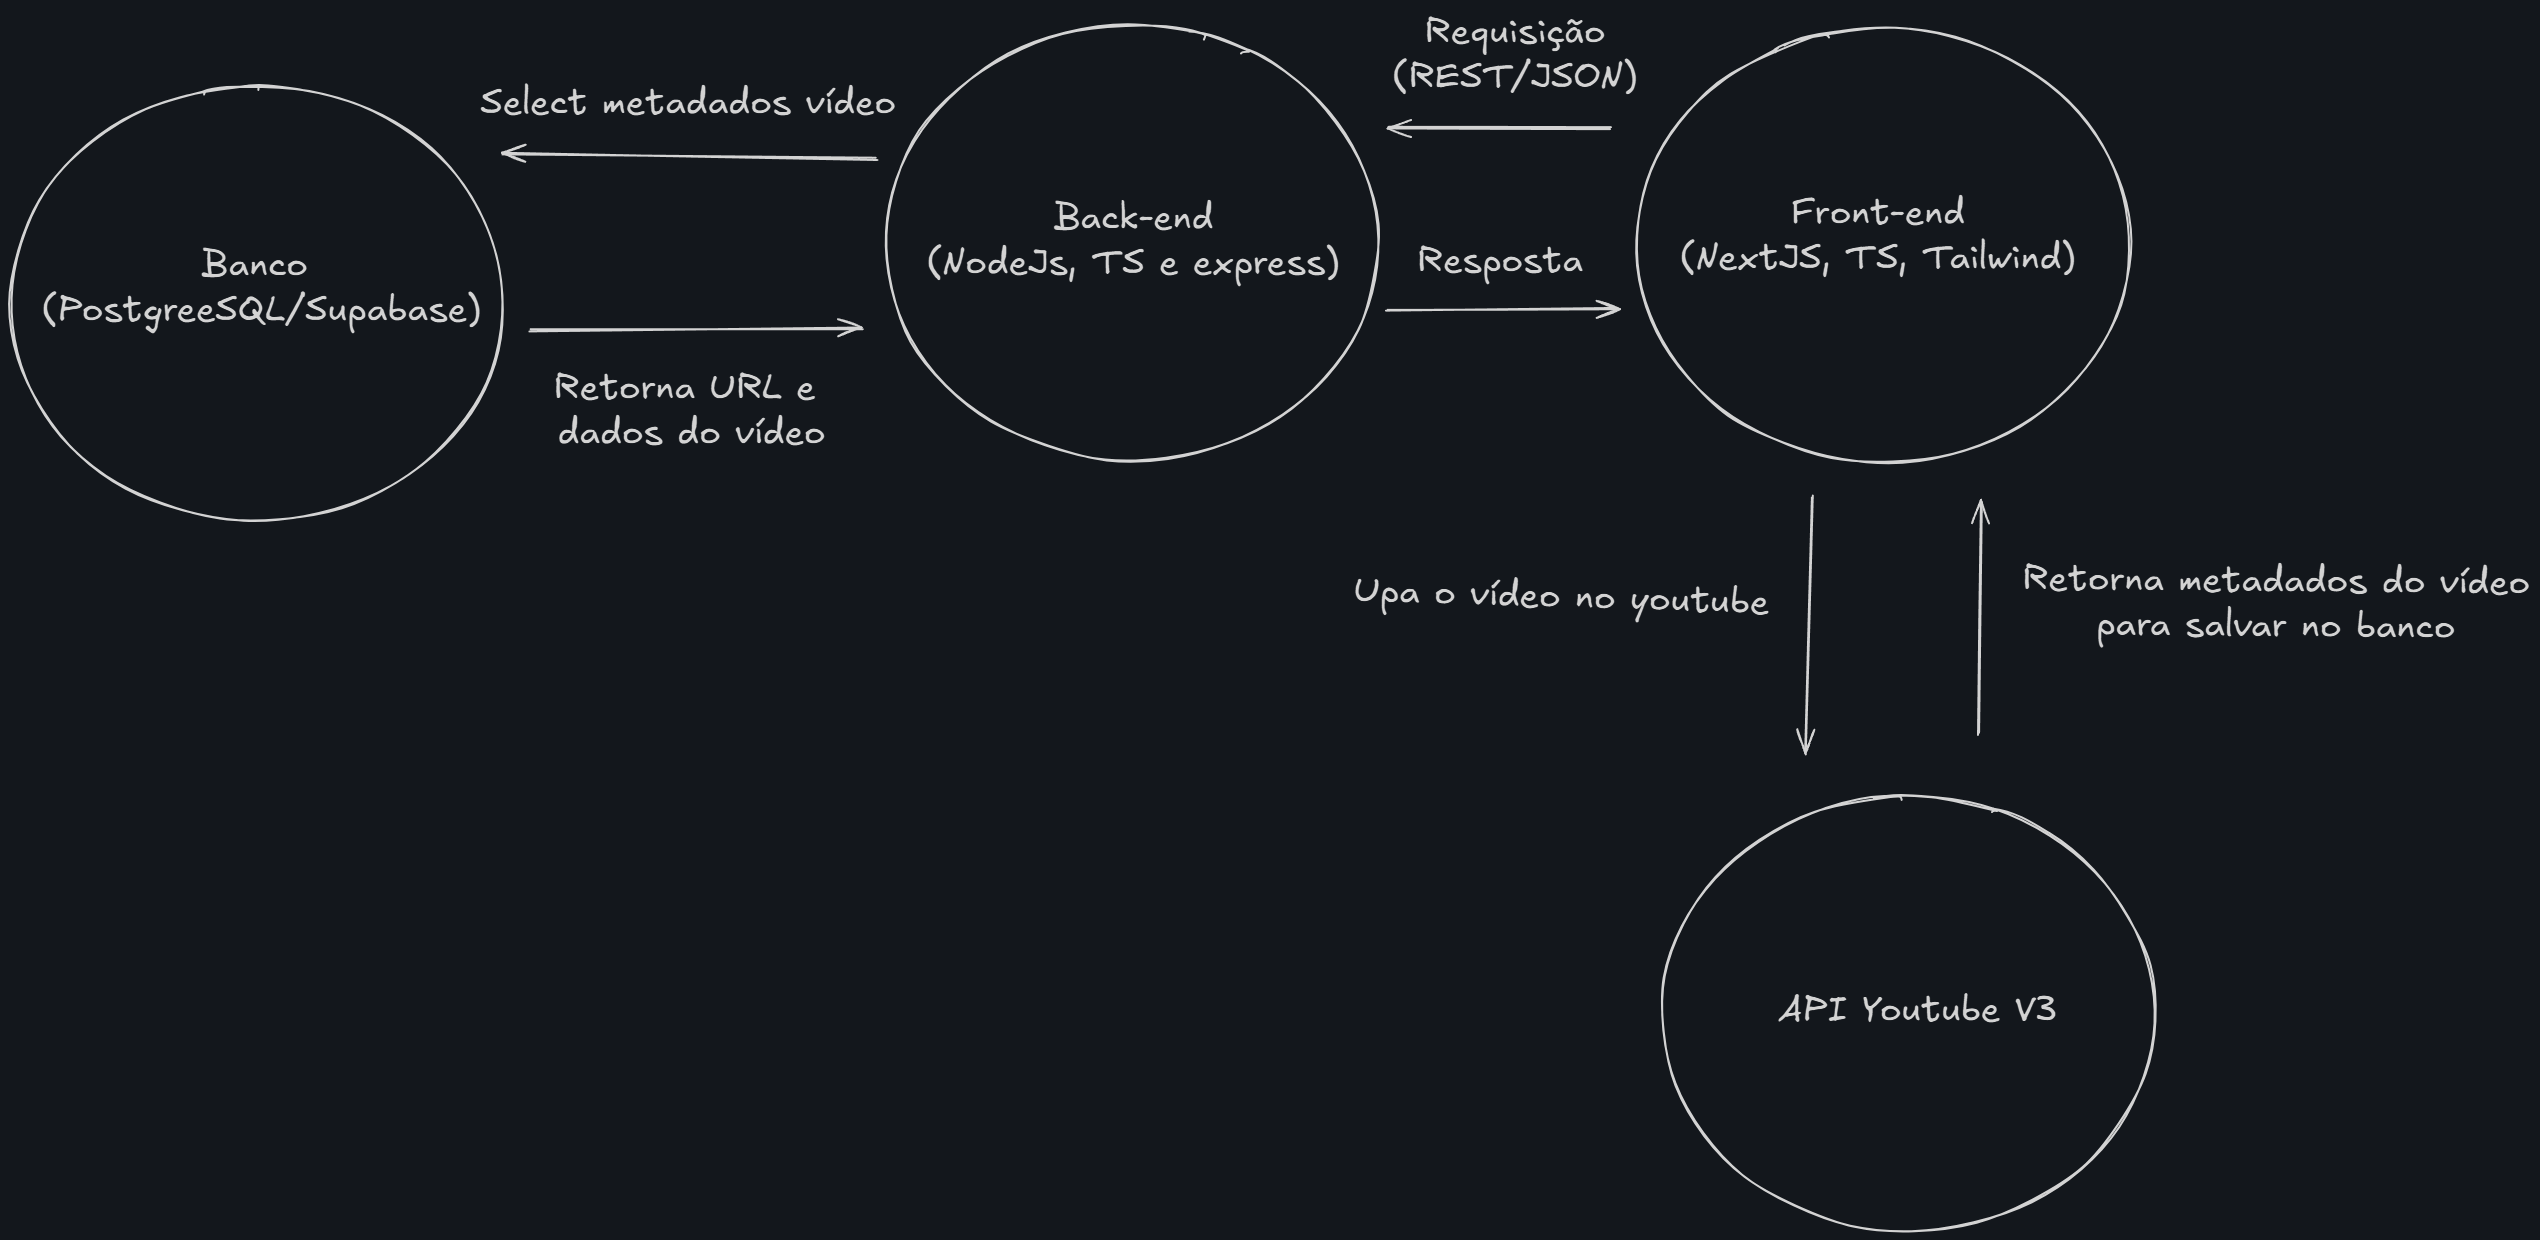 Requisição
(REST/JSON)
Select metadados vídeo
Banco
(PostgreeSQL/Supabase)
Back-end
(NodeJs, TS e express)
Resposta
Front-end
(NextJS, TS, Tailwind)
Retorna URL e
dados do vídeo
Upa o vídeo no youtube
Retorna metadados do vídeo
para salvar no banco
API Youtube V3